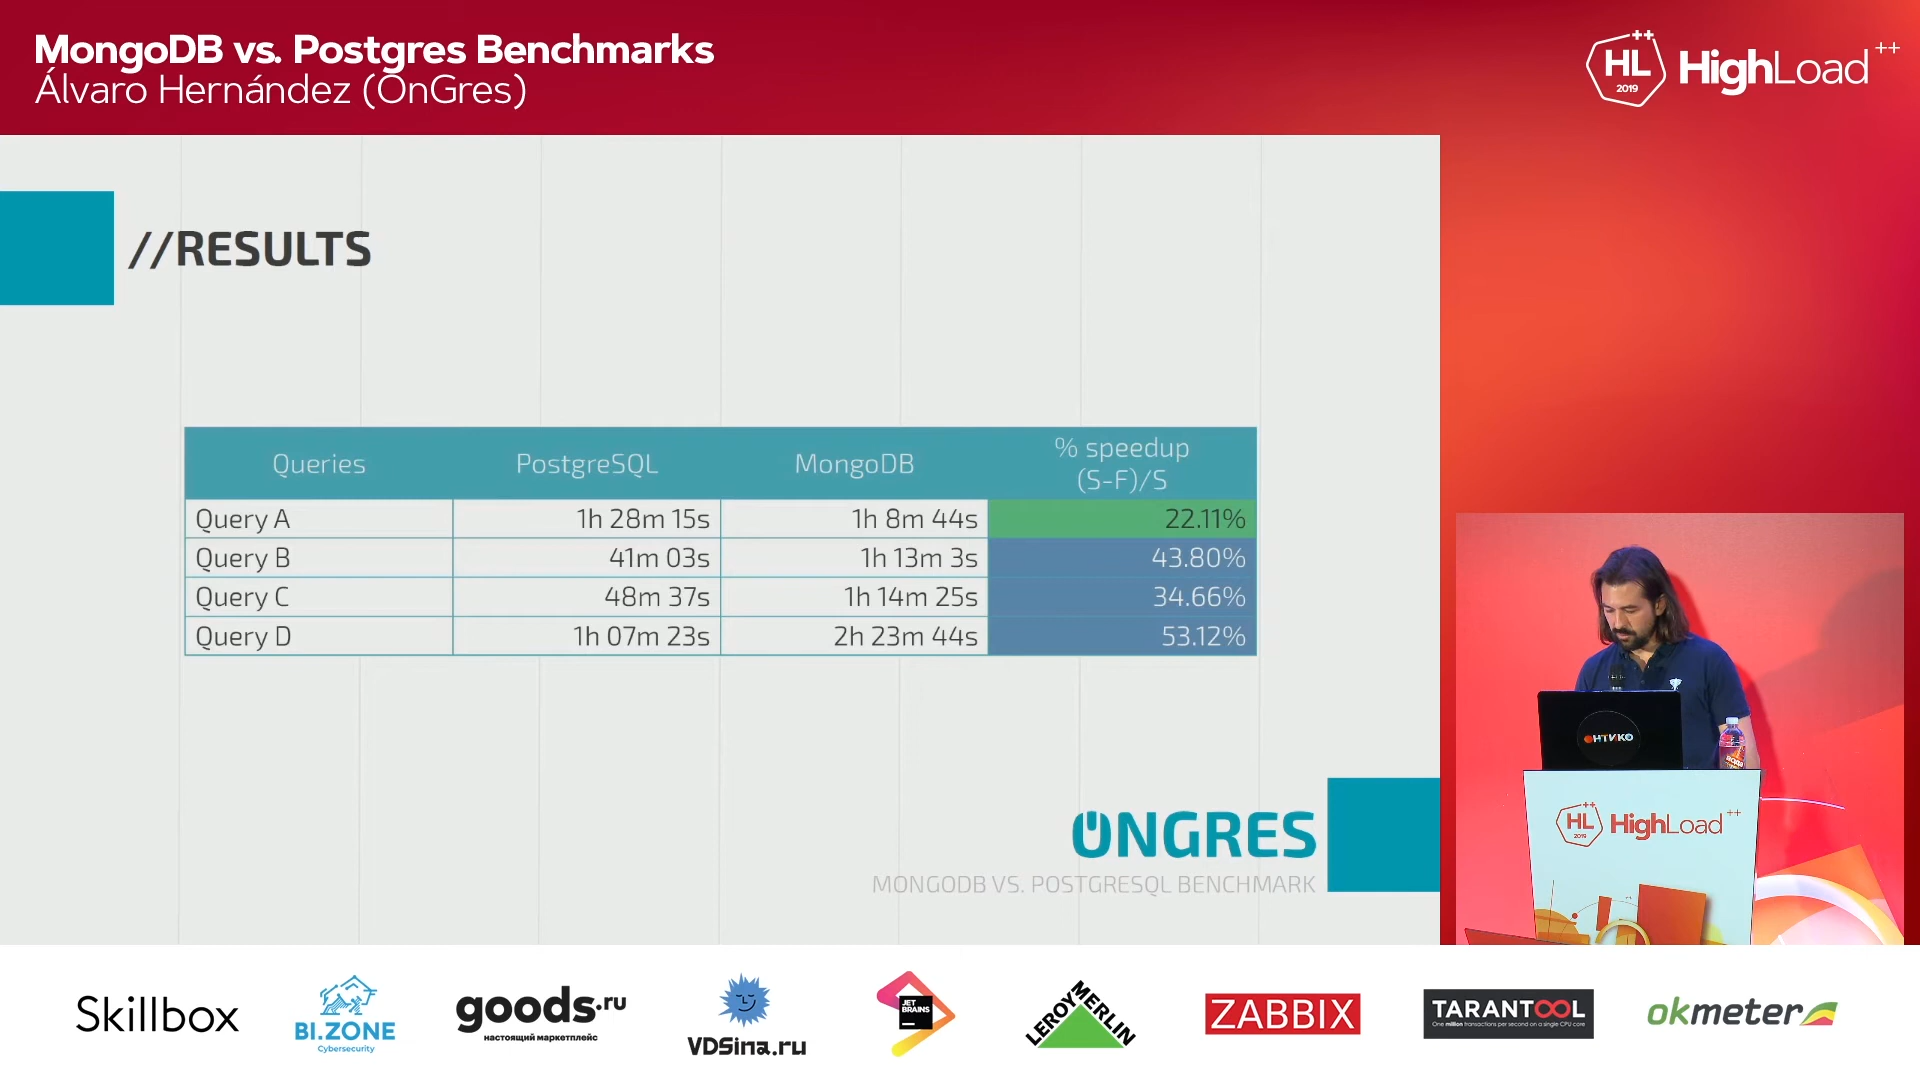 MongoDB vs. Postgres Benchmarks
Álvaro Hernández (OnGres)
HL
2019
HighLoad++
//RESULTS
Queries PostgreSQL MongoDB % speedup (S-F)/S
Query A 1h 28m 15s 1h 8m 44s 22.11%
Query B 41m 03s 1h 13m 3s 43.80%
Query C 48m 37s 1h 14m 25s 34.66%
Query D 1h 07m 23s 2h 23m 44s 53.12%
ONGRES
MONGODB VS. POSTGRESQL BENCHMARK
ОНТИКО
HL
2019
HighLoad++
Skillbox
BI.ZONE
Cybersecurity
goods.ru
настоящий маркетплейс
VDSina.ru
JET
BRAINS
LEROY MERLIN
ZABBIX
TARANTOOL
One million transactions per second on a single CPU core
okmeter